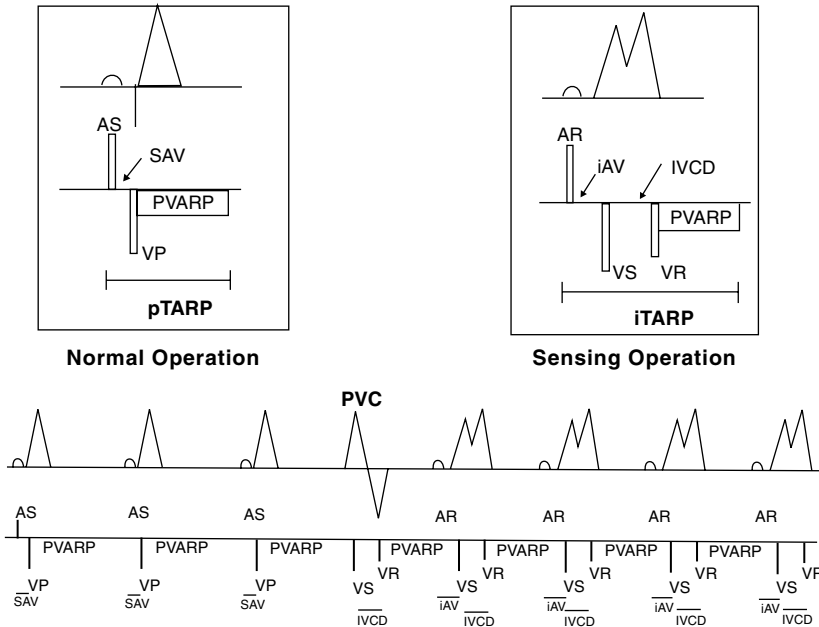 AS
SAV
PVARP
VP
pTARP
Normal Operation
AR
iAV
IVCD
PVARP
VS
VR
iTARP
Sensing Operation
PVC
AS AS AS AR AR AR AR
PVARP PVARP PVARP PVARP PVARP PVARP PVARP
VP VP VP VS VR VS VR VS VR VS VR VS VR
SAV SAV SAV IVCD iAV IVCD iAV IVCD iAV IVCD iAV IVCD